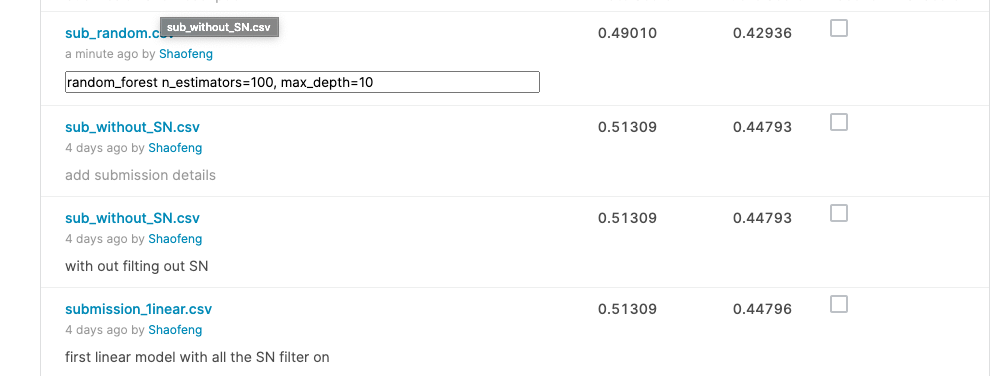 sub_without_SN.csv
sub_random.csv 0.49010 0.42936
a minute ago by Shaofeng
random_forest n_estimators=100, max_depth=10
sub_without_SN.csv 0.51309 0.44793
4 days ago by Shaofeng
add submission details
sub_without_SN.csv 0.51309 0.44793
4 days ago by Shaofeng
with out filting out SN
submission_1inear.csv 0.51309 0.44796
4 days ago by Shaofeng
first linear model with all the SN filter on